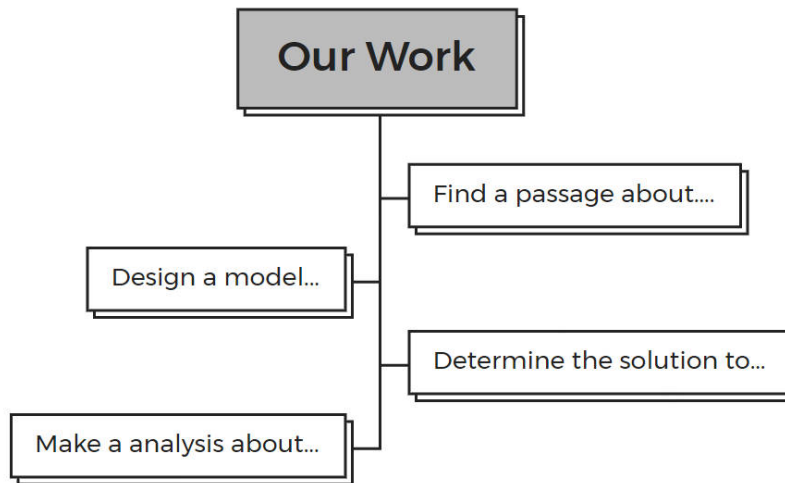 Our Work
Find a passage about....
Design a model...
Determine the solution to...
Make a analysis about...